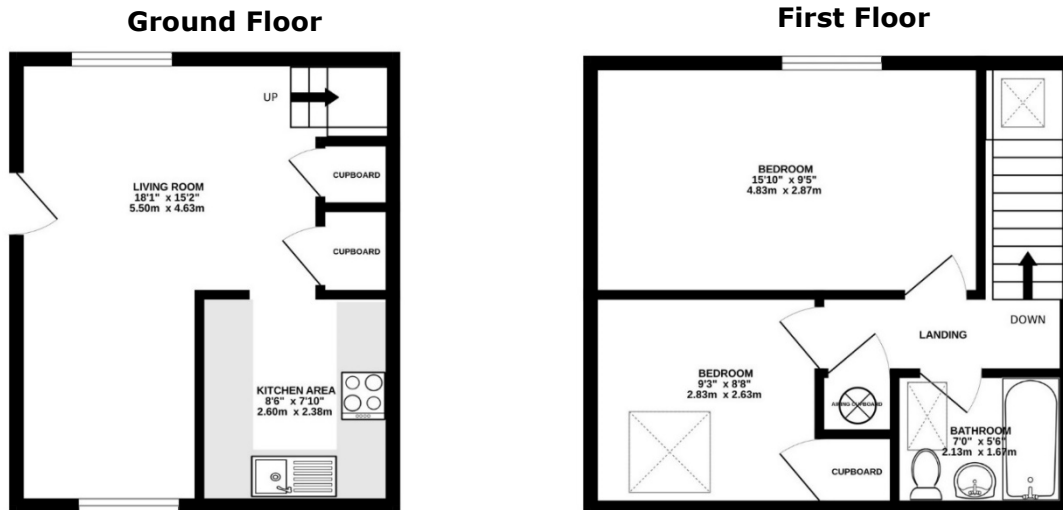 Ground Floor
UP
LIVING ROOM
18'1" x 15'2"
5.50m x 4.63m
CUPBOARD
CUPBOARD
KITCHEN AREA
8'6" x 7'10"
2.60m x 2.38m
First Floor
BEDROOM
15'10" x 9'5"
4.83m x 2.87m
DOWN
LANDING
BEDROOM
9'3" x 8'8"
2.83m x 2.63m
AIRING CUPBOARD
CUPBOARD
BATHROOM
7'0" x 5'6"
2.13m x 1.67m